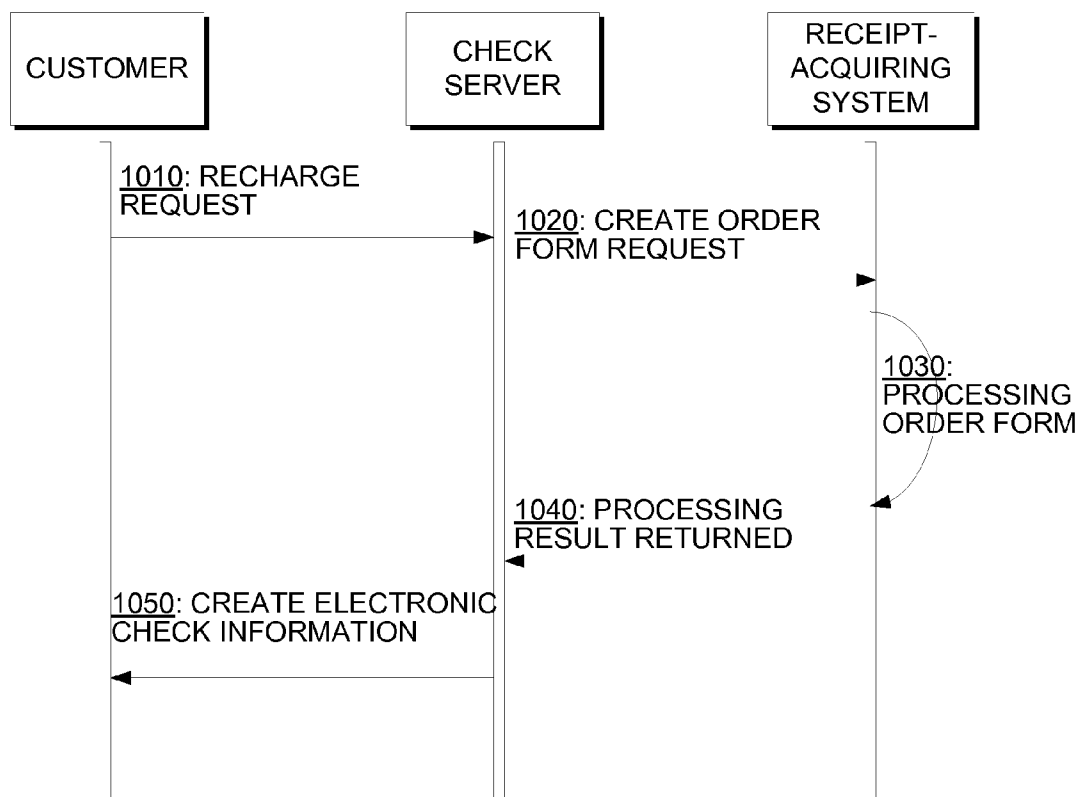 CUSTOMER
CHECK
SERVER
RECEIPT-
ACQUIRING
SYSTEM
1010: RECHARGE
REQUEST
1020: CREATE ORDER
FORM REQUEST
1030:
PROCESSING
ORDER FORM
1040: PROCESSING
RESULT RETURNED
1050: CREATE ELECTRONIC
CHECK INFORMATION